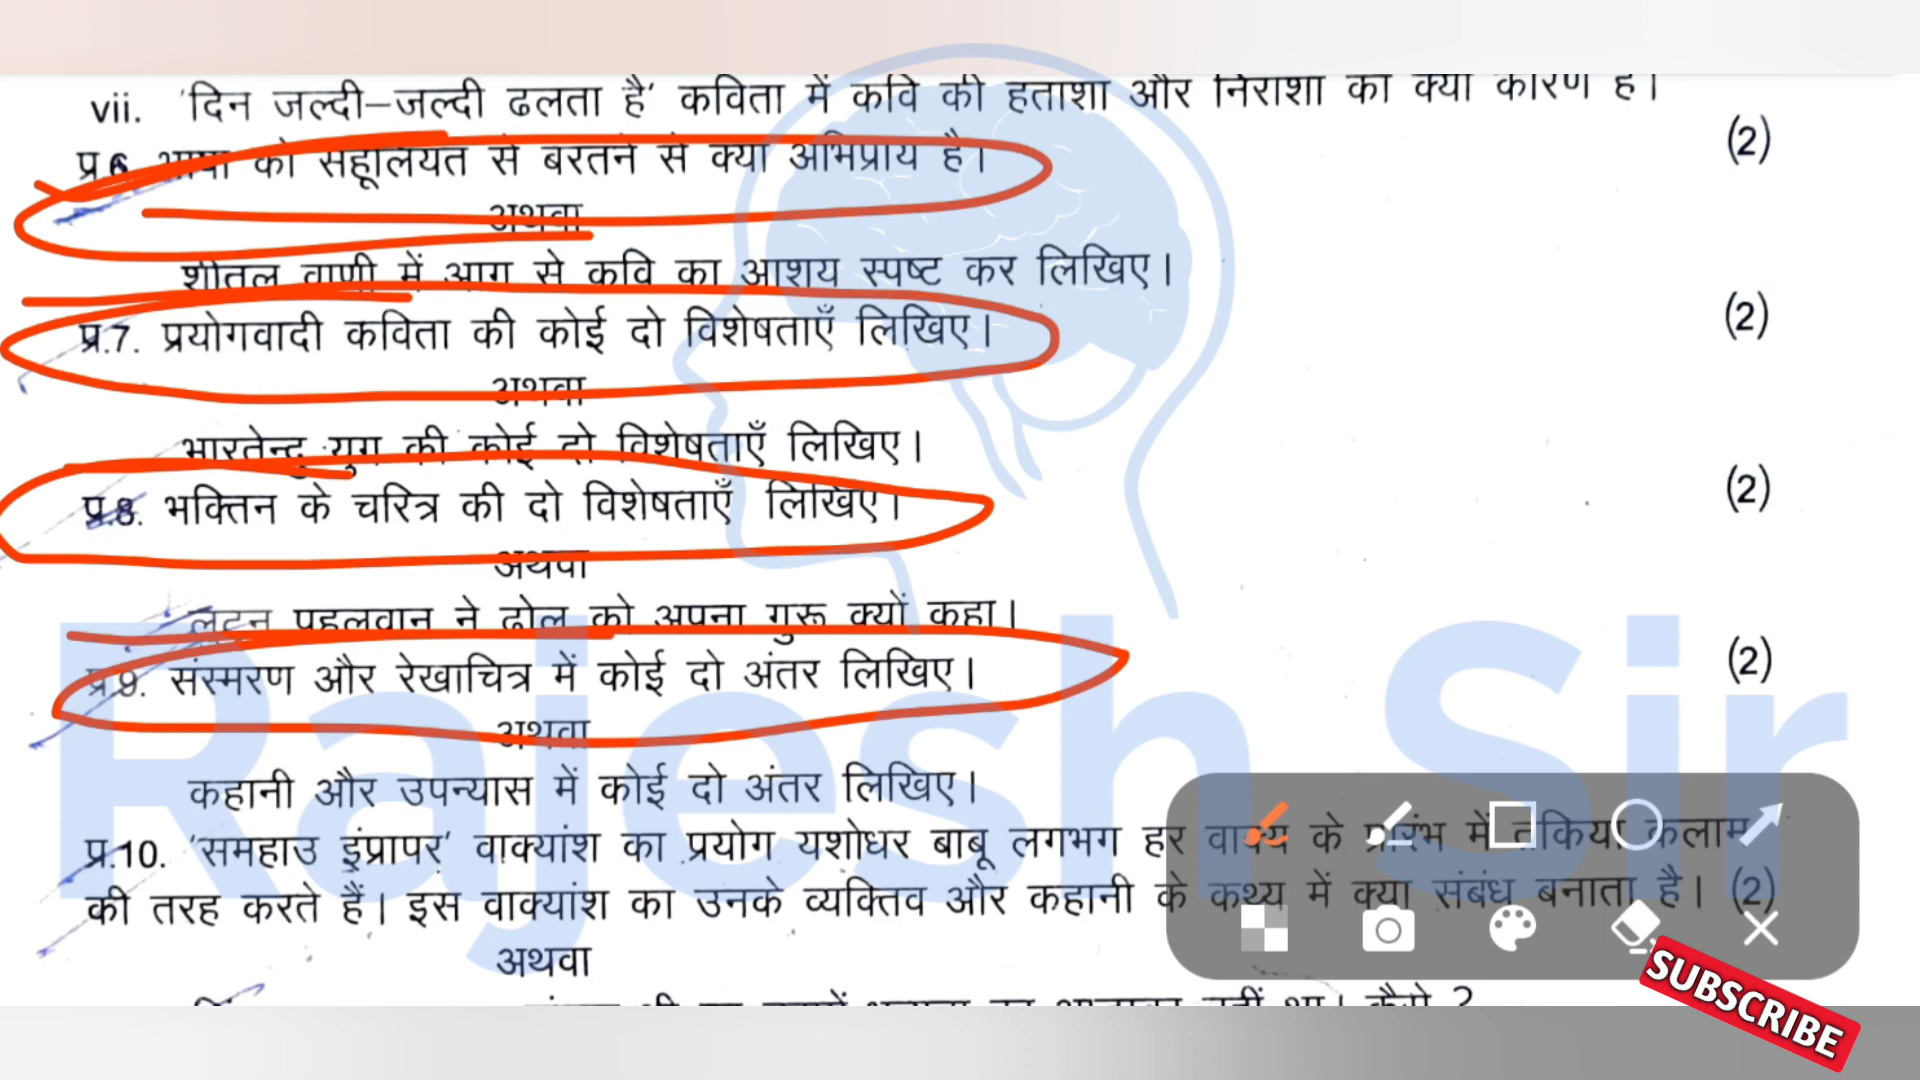 vii. 'दिन जल्दी–जल्दी ढलता है' कविता में कवि की हताशा और निराशा का क्या कारण है।
(2)
प्र.6. भाषा को सहूलियत से बरतने से क्या अभिप्राय है।
अथवा
शीतल वाणी में आग से कवि का आशय स्पष्ट कर लिखिए।
(2)
प्र.7. प्रयोगवादी कविता की कोई दो विशेषताएँ लिखिए।
अथवा
भारतेन्दु युग की कोई दो विशेषताएँ लिखिए।
(2)
प्र.8. भक्तिन के चरित्र की दो विशेषताएँ लिखिए।
अथवा
लुटन पहलवान ने ढोल को अपना गुरू क्यों कहा।
(2)
प्र.9. संस्मरण और रेखाचित्र में कोई दो अंतर लिखिए।
अथवा
कहानी और उपन्यास में कोई दो अंतर लिखिए।
प्र.10. 'समहाउ इंप्रापर' वाक्यांश का प्रयोग यशोधर बाबू लगभग हर वाक्य के प्रारंभ में तकिया कलाम
की तरह करते हैं। इस वाक्यांश का उनके व्यक्तिव और कहानी के कथ्य में क्या संबंध बनाता है। (2)
अथवा
नहीं था। कैसे ?
Rajesh Sir
SUBSCRIBE